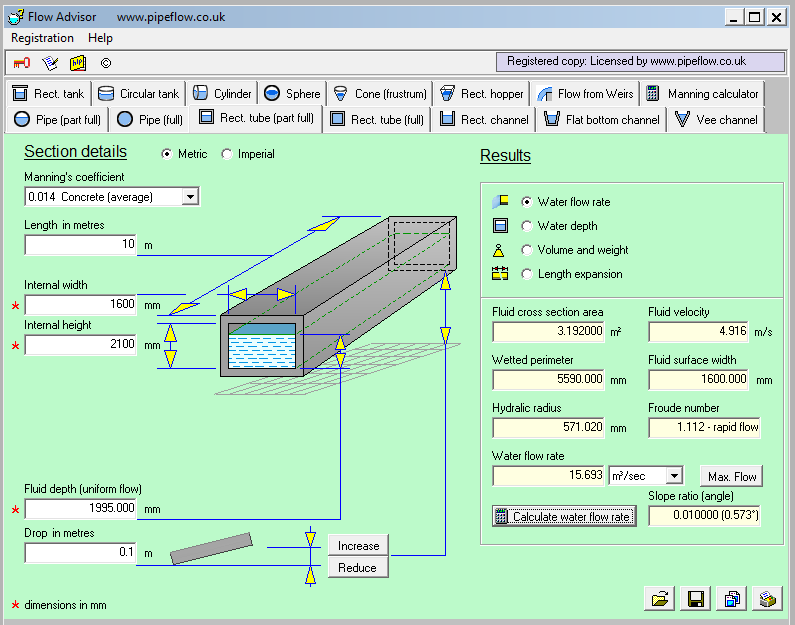 Flow Advisor www.pipeflow.co.uk
Registration Help
Registered copy: Licensed by www.pipeflow.co.uk
Rect. tank Circular tank Cylinder Sphere Cone (frustrum) Rect. hopper Flow from Weirs Manning calculator
Pipe (part full) Pipe (full) Rect. tube (part full) Rect. tube (full) Rect. channel Flat bottom channel Vee channel
Section details
Metric Imperial
Manning's coefficient
0.014 Concrete (average)
Length in metres
10 m
Internal width
* 1600 mm
Internal height
* 2100 mm
Fluid depth (uniform flow)
* 1995.000 mm
Drop in metres
0.1 m
Increase
Reduce
* dimensions in mm
Results
Water flow rate
Water depth
Volume and weight
Length expansion
Fluid cross section area Fluid velocity
3.192000 m² 4.916 m/s
Wetted perimeter Fluid surface width
5590.000 mm 1600.000 mm
Hydralic radius Froude number
571.020 mm 1.112 - rapid flow
Water flow rate
15.693 m³/sec Max. Flow
Slope ratio (angle)
Calculate water flow rate 0.010000 (0.573°)